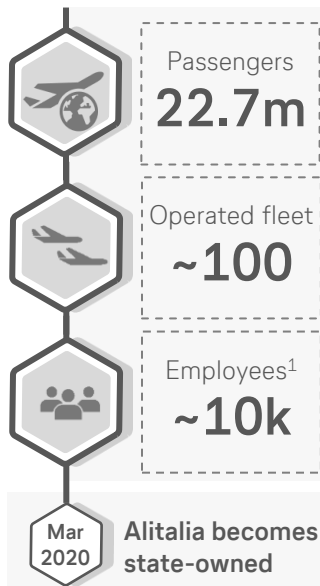 Passengers
22.7m
Operated fleet
~100
Employees¹
~10k
Mar
2020
Alitalia becomes
state-owned